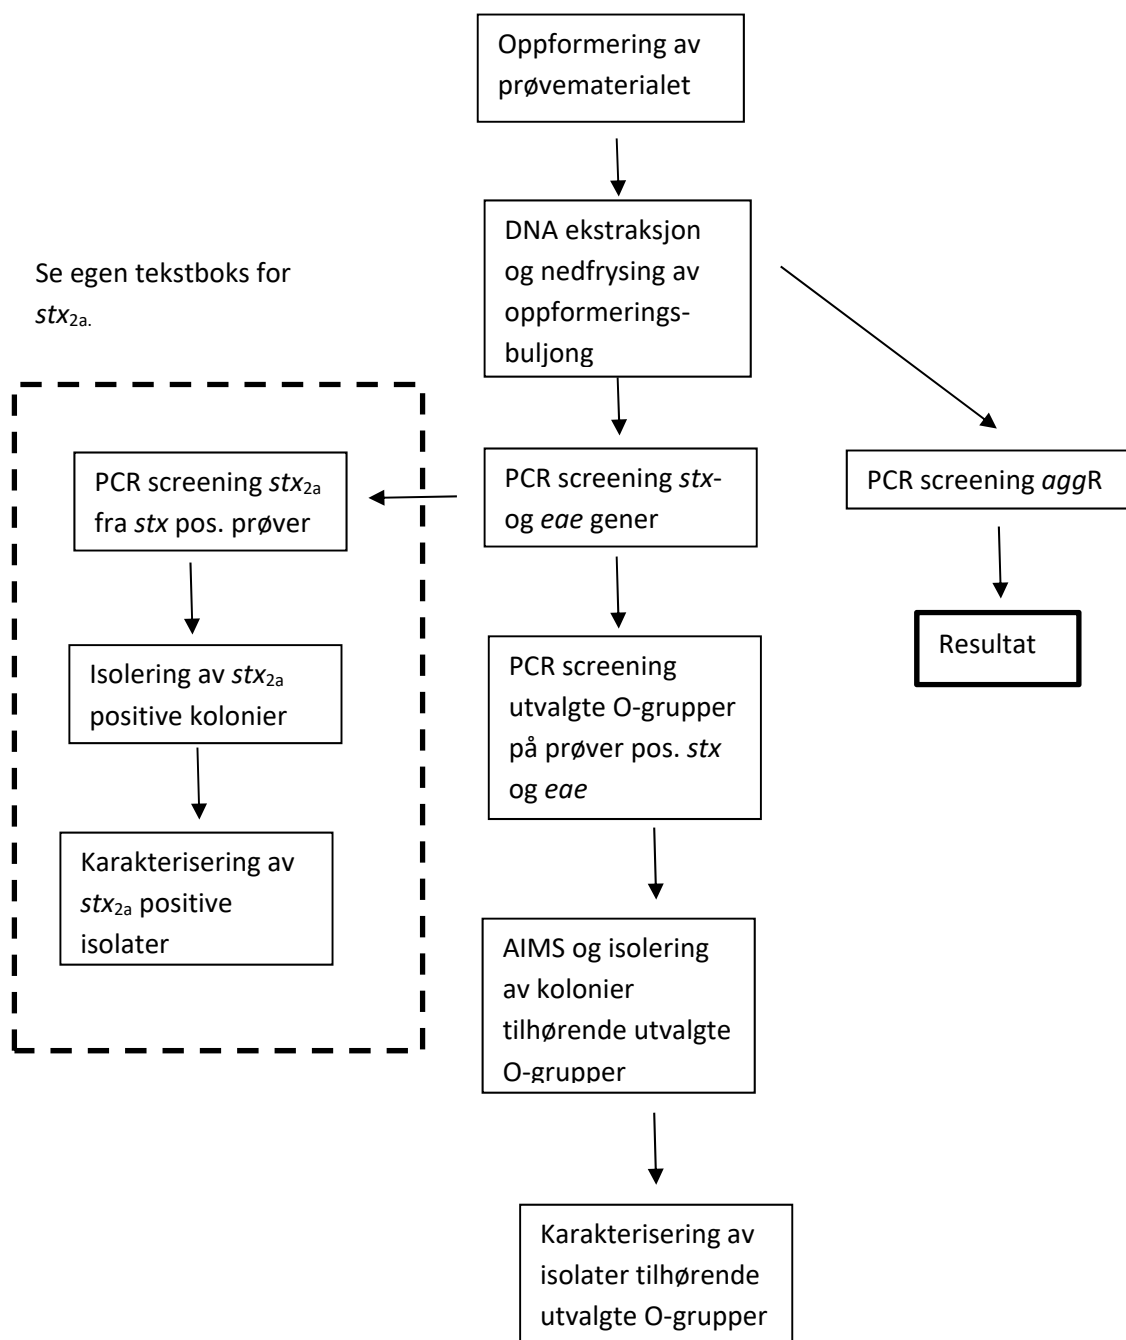 Oppformering av
prøvematerialet
DNA ekstraksjon
og nedfrysing av
oppformerings-
buljong
Se egen tekstboks for
stx2a.
PCR screening stx2a
fra stx pos. prøver
PCR screening stx-
og eae gener
PCR screening aggR
Resultat
Isolering av stx2a
positive kolonier
PCR screening
utvalgte O-grupper
på prøver pos. stx
og eae
Karakterisering av
stx2a positive
isolater
AIMS og isolering
av kolonier
tilhørende utvalgte
O-grupper
Karakterisering av
isolater tilhørende
utvalgte O-grupper